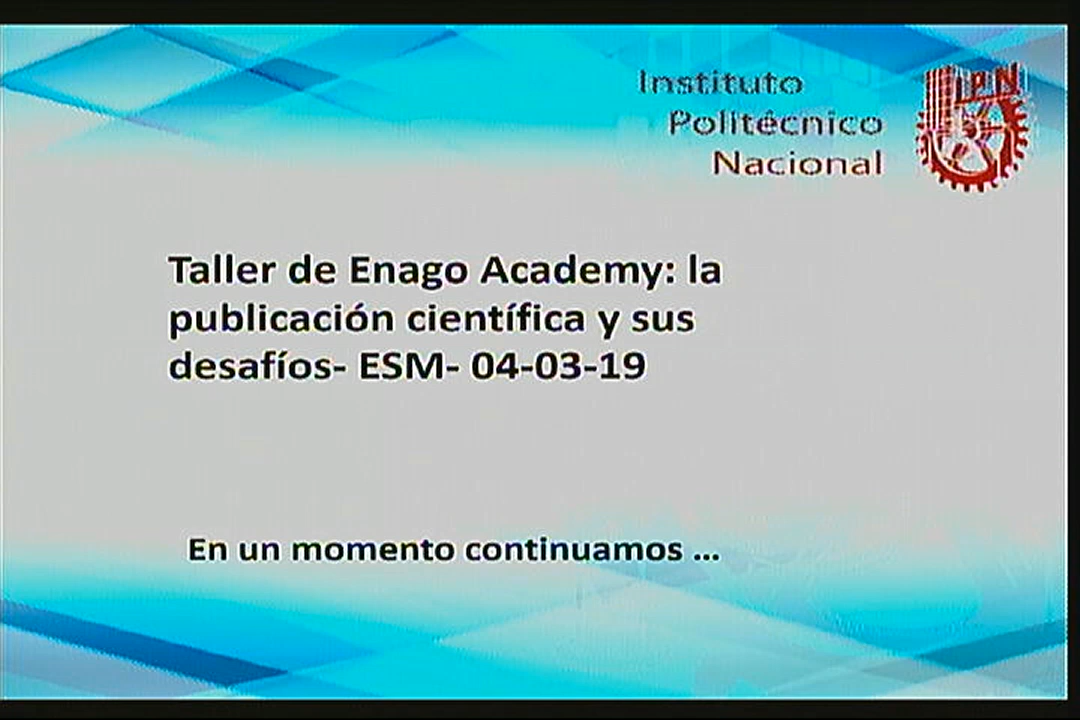 Instituto
Politécnico
Nacional
IPN
Taller de Enago Academy: la
publicación científica y sus
desafíos- ESM- 04-03-19
En un momento continuamos ...